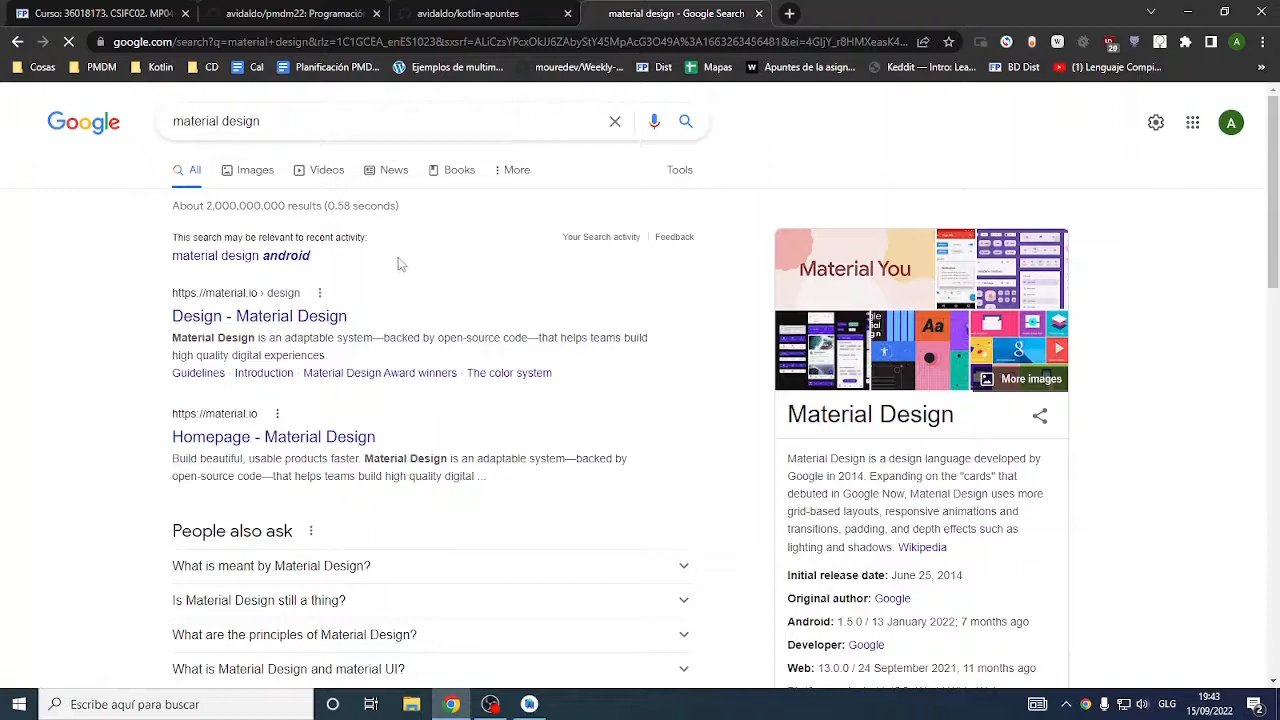 Curso: 36018173. CSIFC02. MP04
avidaldo/pmdm22: Programación
avidaldo/kotlin-apuntes
material design - Google Search
google.com/search?q=material+design&rlz=1C1GCEA_enES1023&sxsrf=ALiCzsYPcxOkJJ6ZAbyStY45MpAcG3O49A%3A1663263456481&ei=4GljY_r8HMXeasK4...
20
A
Cosas
PMDM
Kotlin
CD
Cal
Planificación PMD...
Ejemplos de multim...
mouredev/Weekly-...
Dist
Mapas
Apuntes de la asign...
Keddit — Intro: Lea...
BD Dist
(1) Lenguaje Compi...
»
Google
material design
A
All
Images
Videos
News
Books
More
Tools
About 2,000,000,000 results (0.58 seconds)
This search may be relevant to recent activity:
Your Search activity
Feedback
material design
https://material.io
Design - Material Design
Material Design is an adaptable system—backed by open-source code—that helps teams build
high quality digital experiences.
Guidelines · Introduction · Material Design Award winners · The color system
https://material.io
Homepage - Material Design
Build beautiful, usable products faster. Material Design is an adaptable system—backed by
open-source code—that helps teams build high quality digital ...
People also ask
What is meant by Material Design?
Is Material Design still a thing?
What are the principles of Material Design?
What is Material Design and material UI?
Material You
Aa
More images
Material Design
Material Design is a design language developed by
Google in 2014. Expanding on the "cards" that
debuted in Google Now, Material Design uses more
grid-based layouts, responsive animations and
transitions, padding, and depth effects such as
lighting and shadows. Wikipedia
Initial release date: June 25, 2014
Original author: Google
Android: 1.5.0 / 13 January 2022; 7 months ago
Developer: Google
Web: 13.0.0 / 24 September 2021, 11 months ago
Escribe aquí para buscar
GLG
19:43
15/09/2022
2